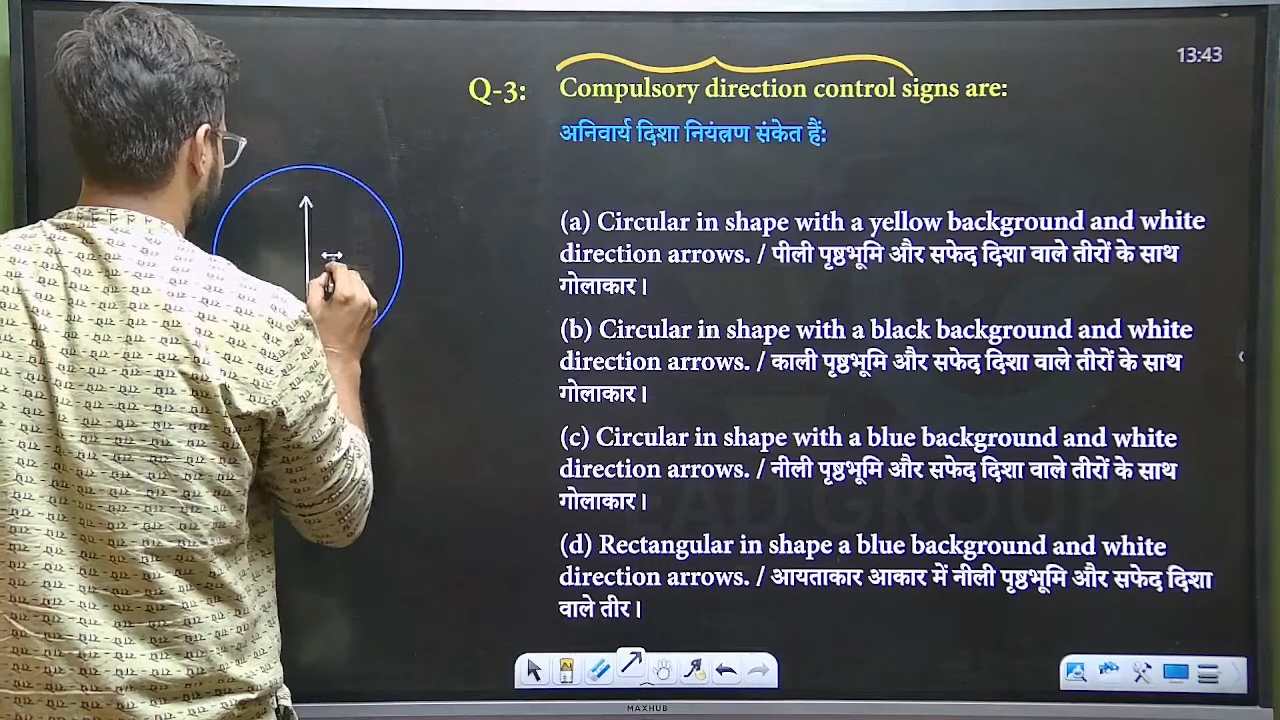 13:43
Q-3: Compulsory direction control signs are:
अनिवार्य दिशा नियंत्रण संकेत हैं:
(a) Circular in shape with a yellow background and white
direction arrows. / पीली पृष्ठभूमि और सफेद दिशा वाले तीरों के साथ
गोलाकार।
(b) Circular in shape with a black background and white
direction arrows. / काली पृष्ठभूमि और सफेद दिशा वाले तीरों के साथ
गोलाकार।
(c) Circular in shape with a blue background and white
direction arrows. / नीली पृष्ठभूमि और सफेद दिशा वाले तीरों के साथ
गोलाकार।
(d) Rectangular in shape a blue background and white
direction arrows. / आयताकार आकार में नीली पृष्ठभूमि और सफेद दिशा
वाले तीर।
EAD GROUP
MAXHUB